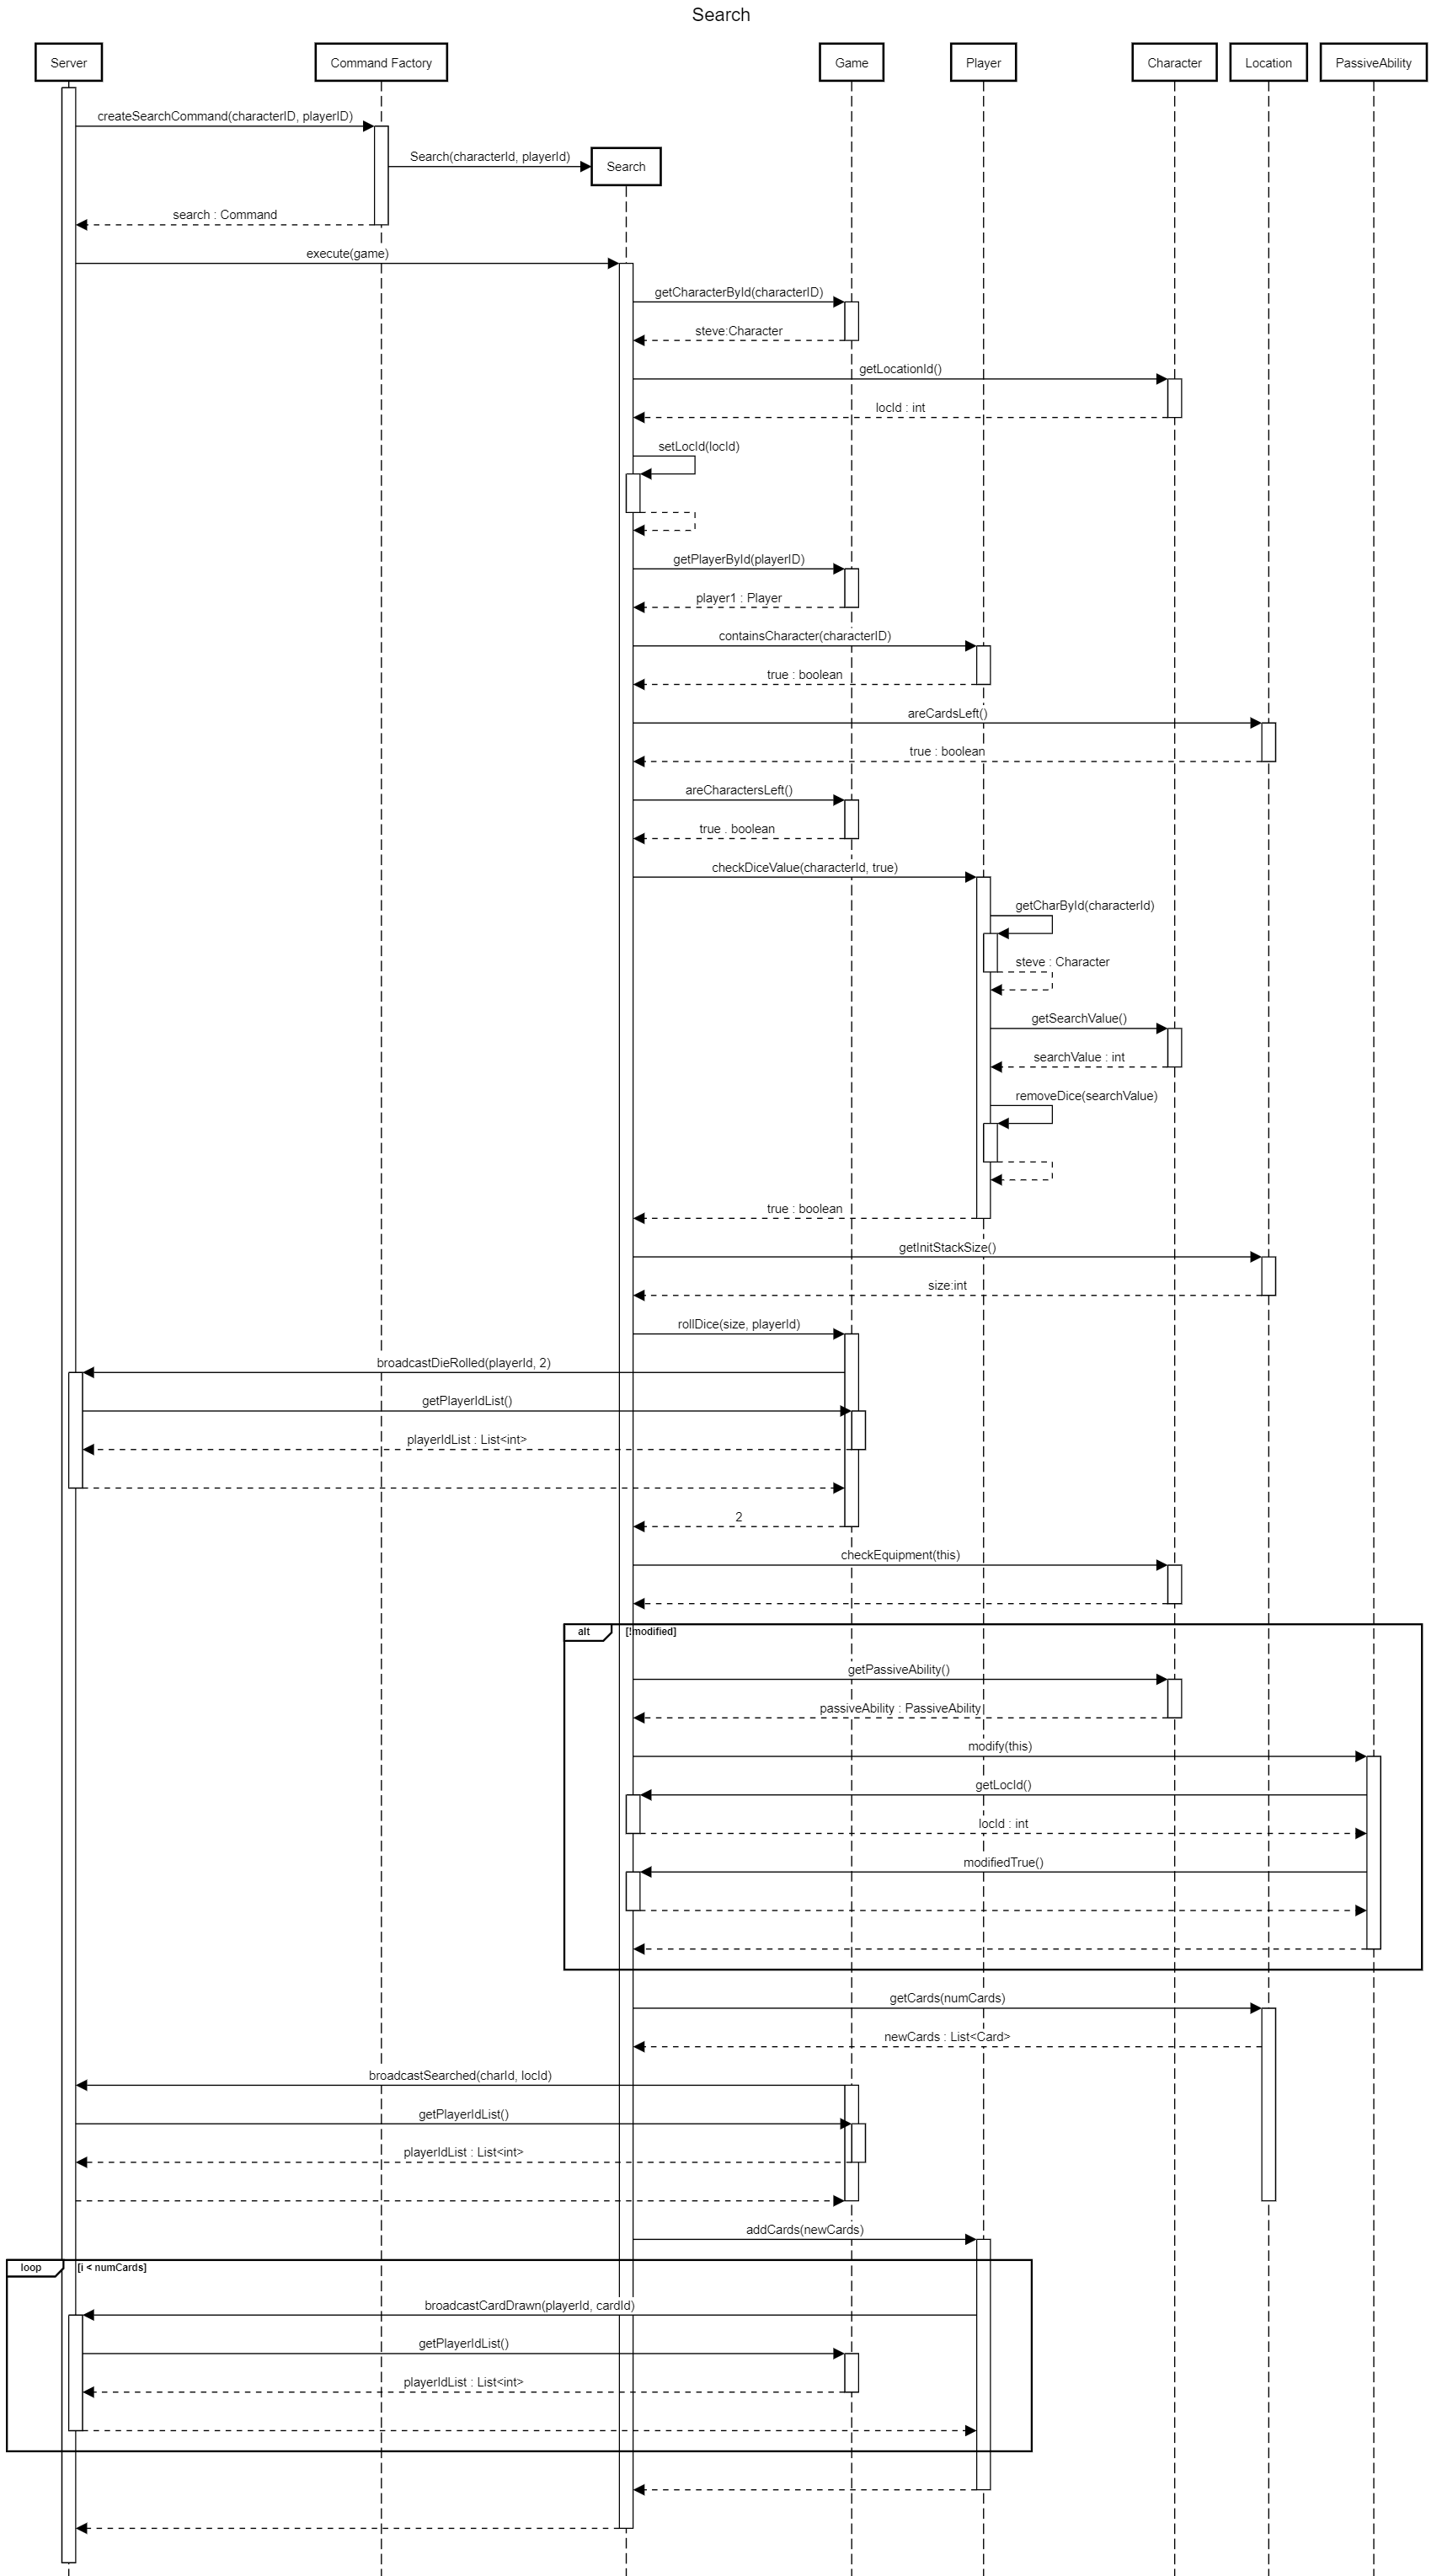 Search
Server
Command Factory
Game
Player
Character
Location
PassiveAbility
createSearchCommand(characterID, playerID)
Search(characterId, playerId)
Search
search : Command
execute(game)
getCharacterById(characterID)
steve:Character
getLocationId()
locId : int
setLocId(locId)
getPlayerById(playerID)
player1 : Player
containsCharacter(characterID)
true : boolean
areCardsLeft()
true : boolean
areCharactersLeft()
true . boolean
checkDiceValue(characterId, true)
getCharById(characterId)
steve : Character
getSearchValue()
searchValue : int
removeDice(searchValue)
true : boolean
getInitStackSize()
size:int
rollDice(size, playerId)
broadcastDieRolled(playerId, 2)
getPlayerIdList()
playerIdList : List<int>
2
checkEquipment(this)
alt [!modified]
getPassiveAbility()
passiveAbility : PassiveAbility
modify(this)
getLocId()
locId : int
modifiedTrue()
getCards(numCards)
newCards : List<Card>
broadcastSearched(charId, locId)
getPlayerIdList()
playerIdList : List<int>
addCards(newCards)
loop [i < numCards]
broadcastCardDrawn(playerId, cardId)
getPlayerIdList()
playerIdList : List<int>